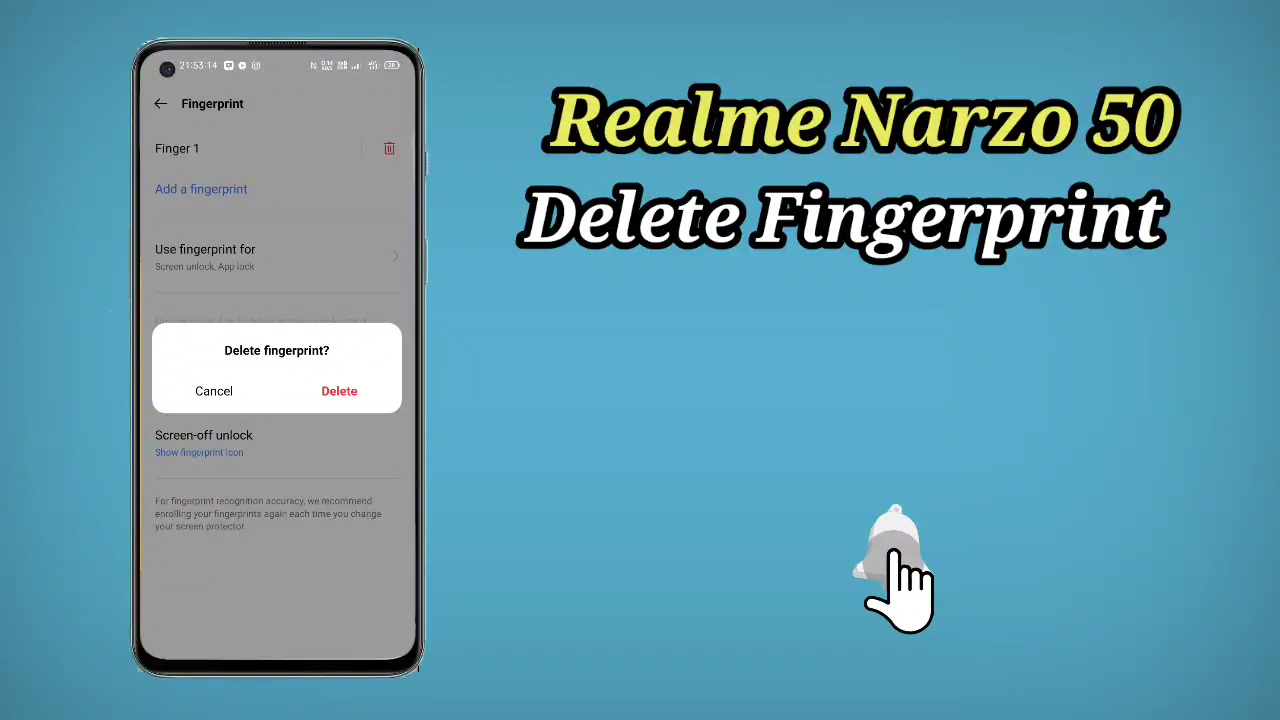 21:53:14
Fingerprint
Finger 1
Add a fingerprint
Use fingerprint for
Screen unlock, App lock
Delete fingerprint?
Cancel Delete
Screen-off unlock
Show fingerprint icon
For fingerprint recognition accuracy, we recommend
enrolling your fingerprints again each time you change
your screen protector
Realme Narzo 50
Delete Fingerprint